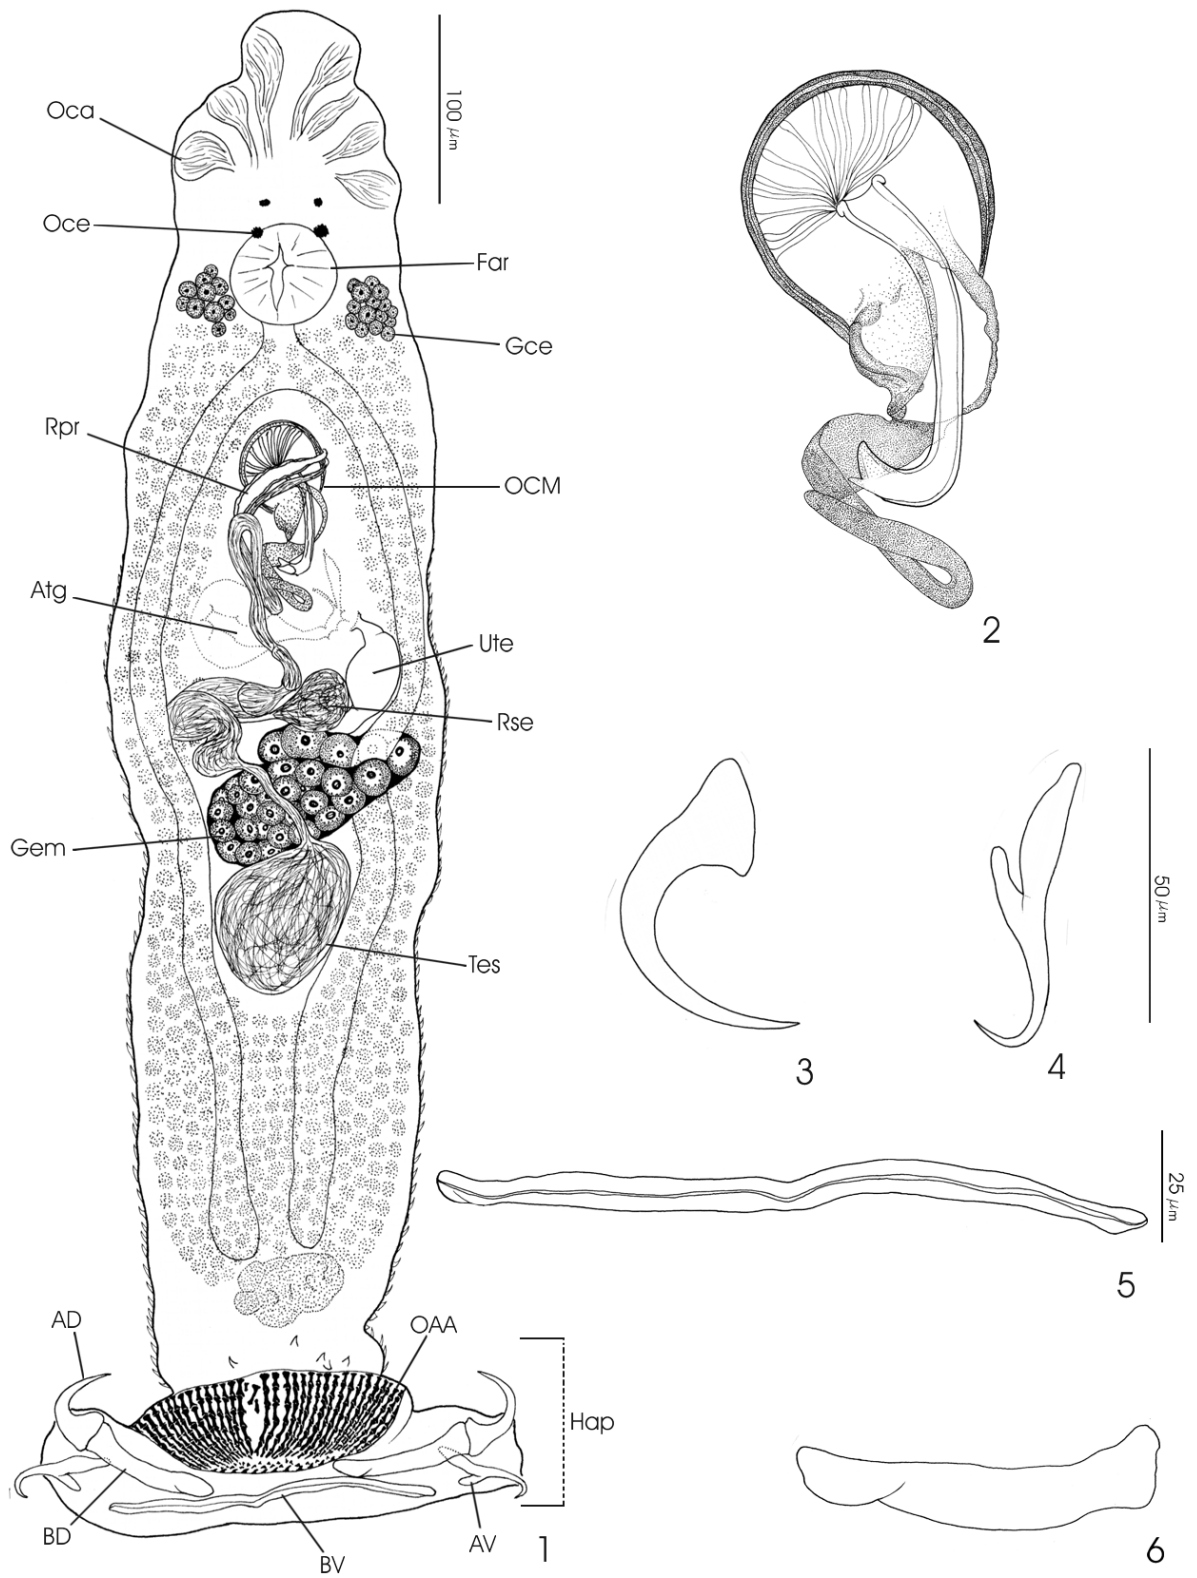 100 μm
Oca
Oce
Far
Gce
Rpr
OCM
Atg
Ute
Rse
Gem
Tes
2
50 μm
3
4
25 μm
5
AD
OAA
Hap
BD
BV
AV
1
6